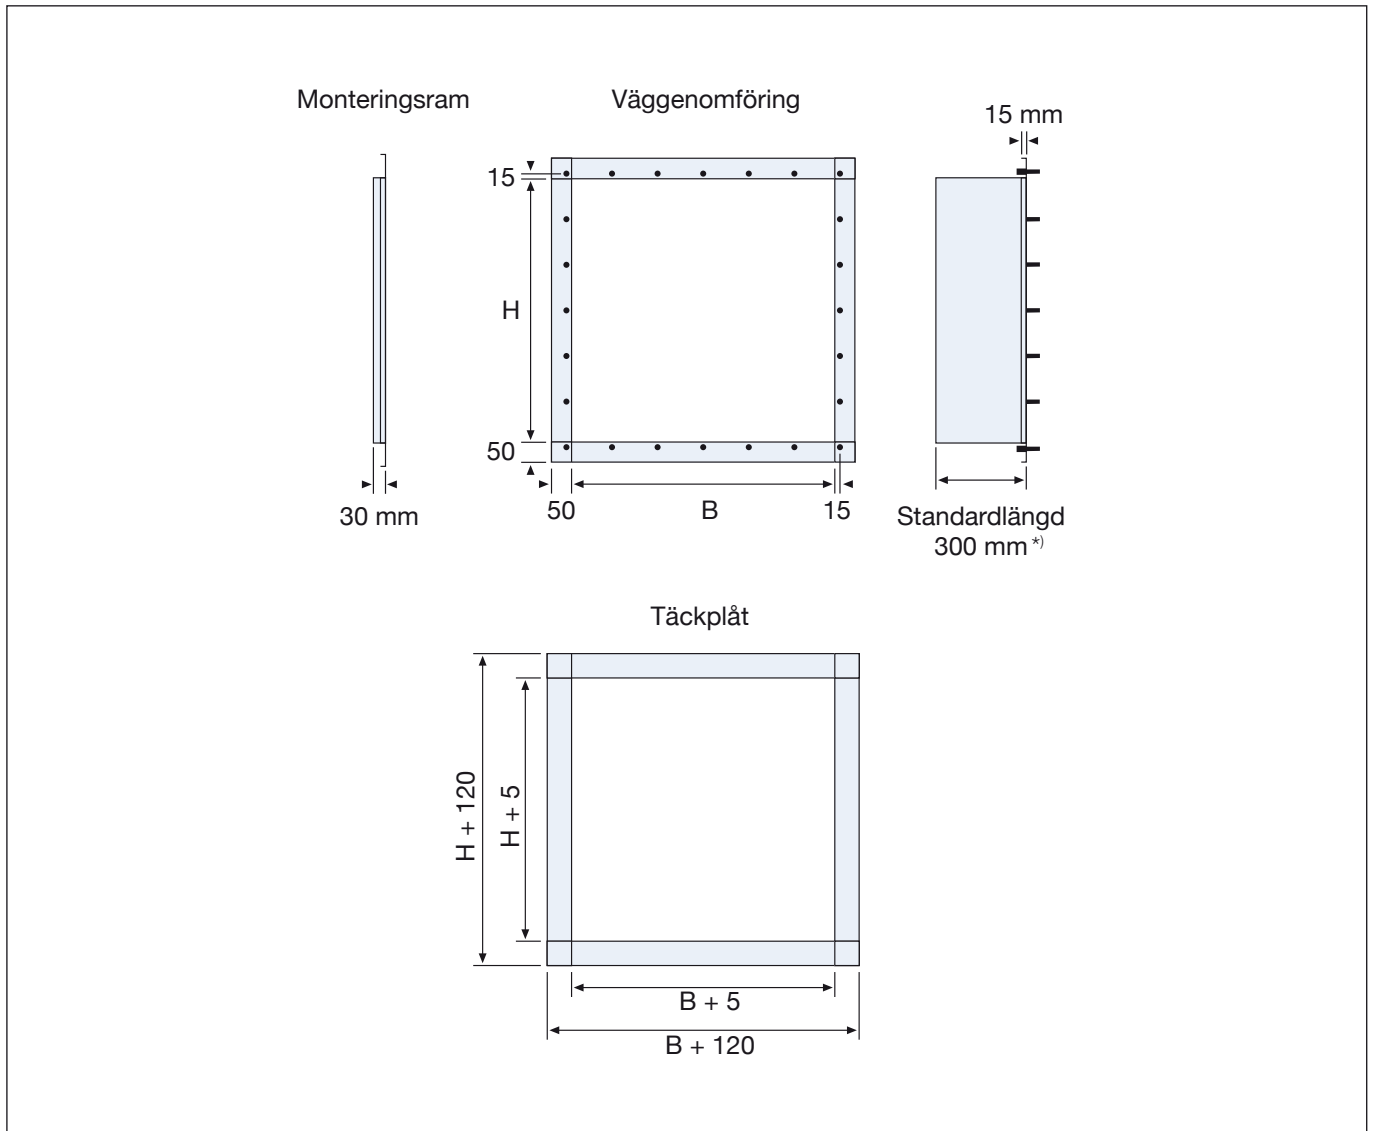 Monteringsram
Väggenomföring
15 mm
15
H
50
30 mm
50
B
15
Standardlängd
300 mm *)
Täckplåt
H + 120
H + 5
B + 5
B + 120